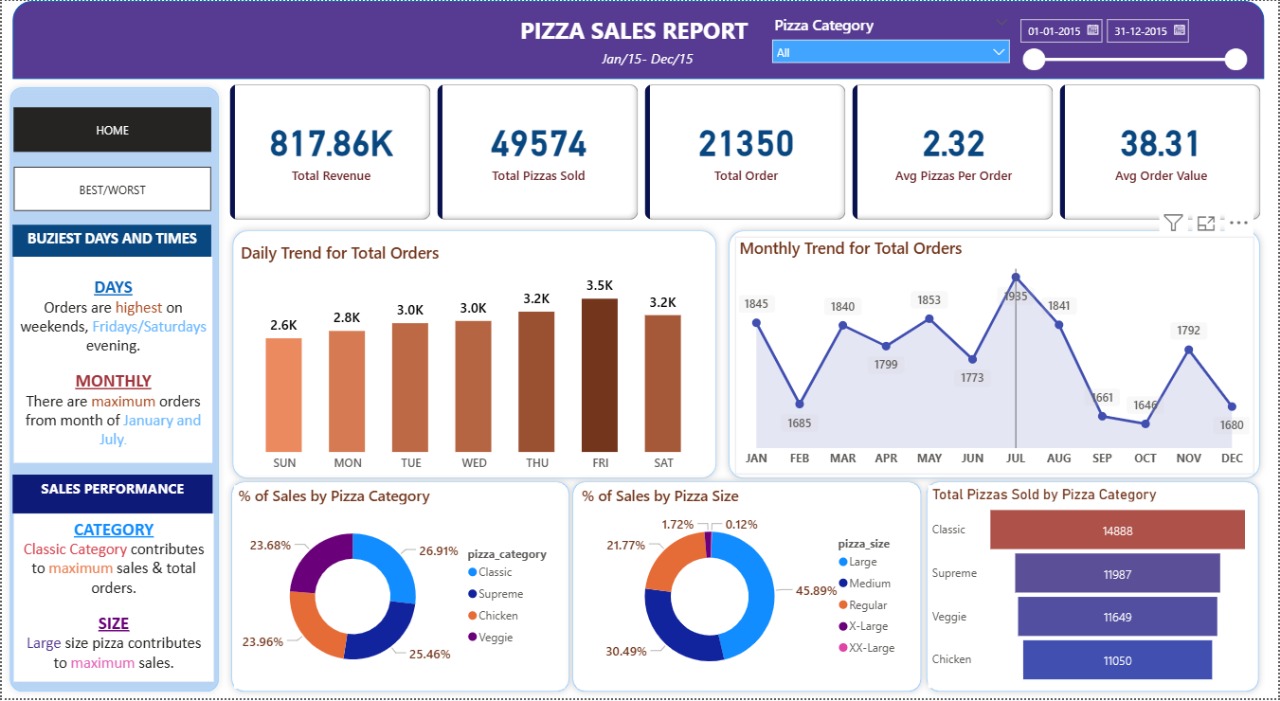 PIZZA SALES REPORT
Jan/15- Dec/15
Pizza Category
All
01-01-2015
31-12-2015
HOME
BEST/WORST
BUZIEST DAYS AND TIMES
DAYS
Orders are highest on
weekends, Fridays/Saturdays
evening.
MONTHLY
There are maximum orders
from month of January and
July.
SALES PERFORMANCE
CATEGORY
Classic Category contributes
to maximum sales & total
orders.
SIZE
Large size pizza contributes
to maximum sales.
817.86K
Total Revenue
49574
Total Pizzas Sold
21350
Total Order
2.32
Avg Pizzas Per Order
38.31
Avg Order Value
Daily Trend for Total Orders
2.6K
2.8K
3.0K
3.0K
3.2K
3.5K
3.2K
SUN MON TUE WED THU FRI SAT
Monthly Trend for Total Orders
1845
1685
1840
1799
1853
1773
1935
1841
1661
1646
1792
1680
JAN FEB MAR APR MAY JUN JUL AUG SEP OCT NOV DEC
% of Sales by Pizza Category
23.68%
26.91%
23.96%
25.46%
pizza_category
Classic
Supreme
Chicken
Veggie
% of Sales by Pizza Size
1.72%
0.12%
21.77%
45.89%
30.49%
pizza_size
Large
Medium
Regular
X-Large
XX-Large
Total Pizzas Sold by Pizza Category
Classic 14888
Supreme 11987
Veggie 11649
Chicken 11050